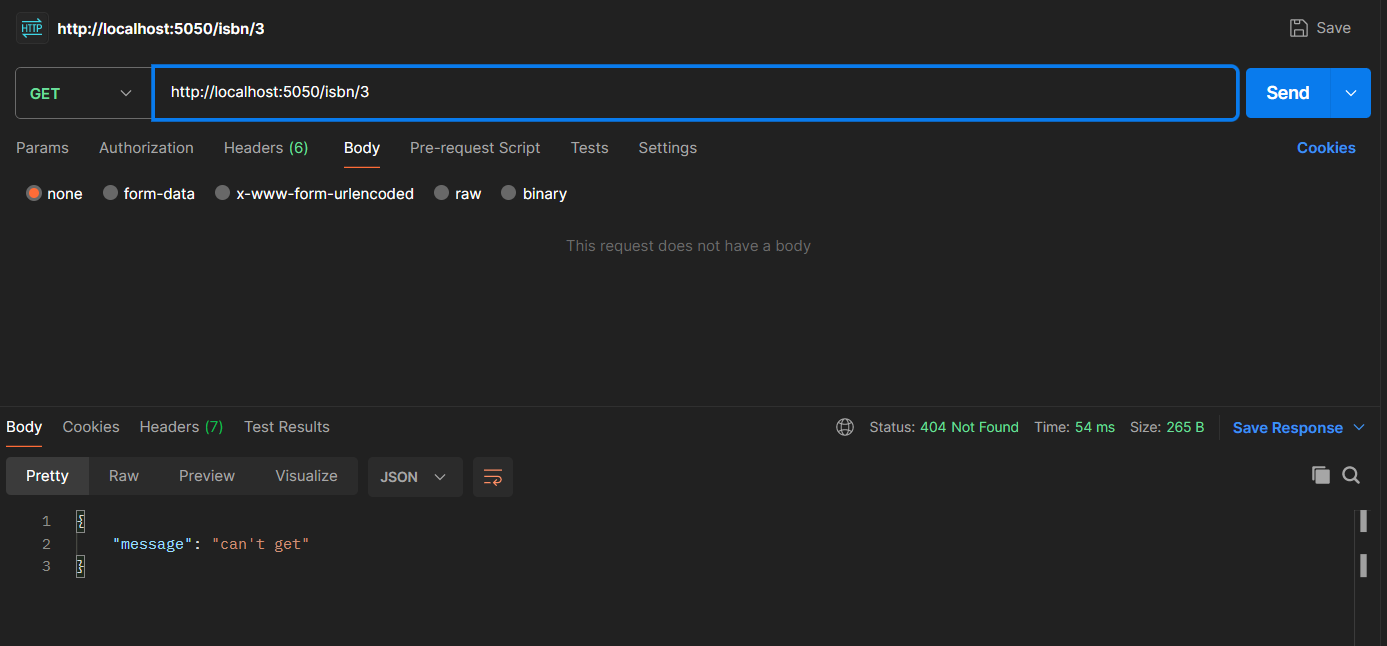 HTTP http://localhost:5050/isbn/3 Save
GET http://localhost:5050/isbn/3 Send
Params Authorization Headers (6) Body Pre-request Script Tests Settings Cookies
none form-data x-www-form-urlencoded raw binary
This request does not have a body
Body Cookies Headers (7) Test Results Status: 404 Not Found Time: 54 ms Size: 265 B Save Response
Pretty Raw Preview Visualize JSON
1 {
2 "message": "can't get"
3 }